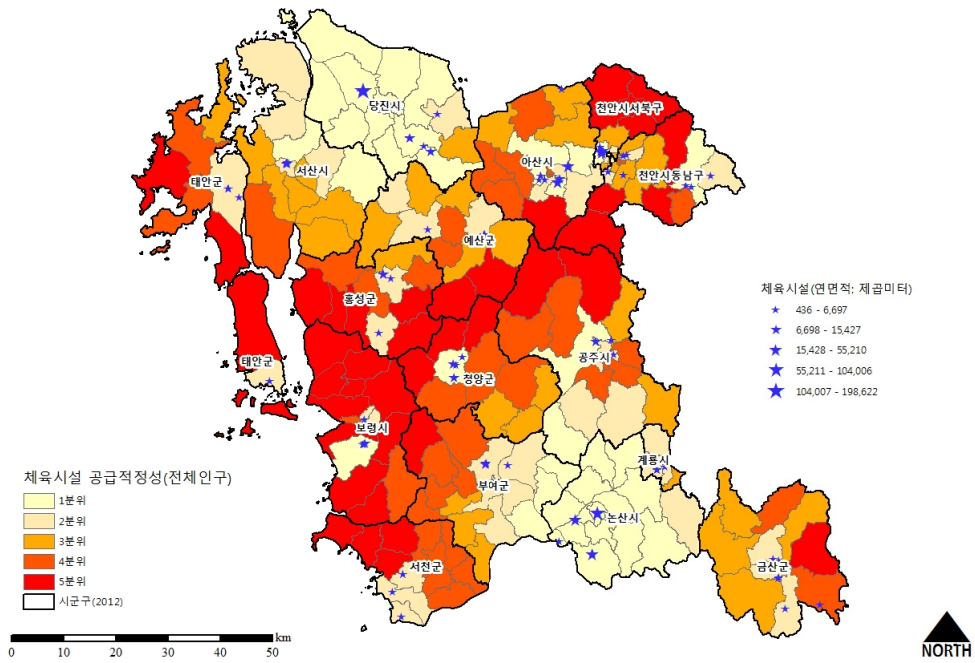 당진시
천안시서북구
아산시
천안시동남구
서산시
태안군
예산군
홍성군
공주시
태안군
청양군
보령시
계룡시
부여군
논산시
서천군
금산군
체육시설(연면적: 제곱미터)
436 - 6,697
6,698 - 15,427
15,428 - 55,210
55,211 - 104,006
104,007 - 198,622
체육시설 공급적정성(전체인구)
1분위
2분위
3분위
4분위
5분위
시군구(2012)
km
0 10 20 30 40 50
NORTH